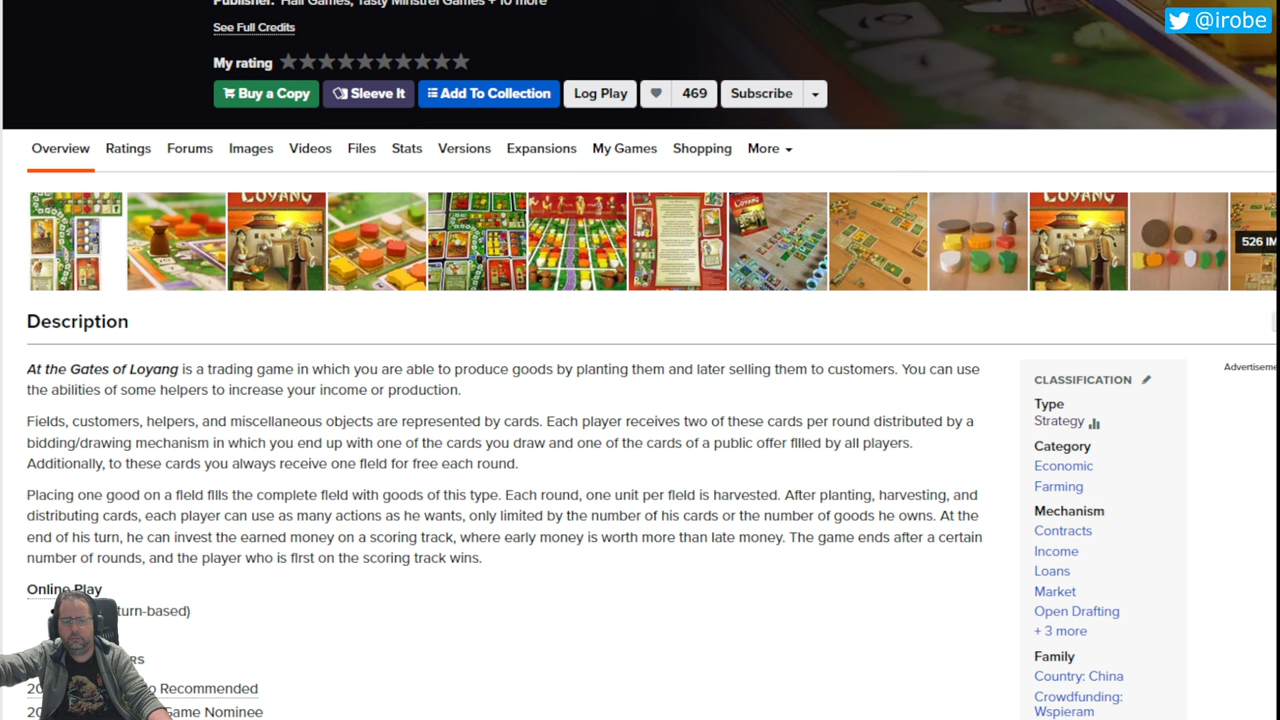 Publisher: Hall Games, Tasty Minstrel Games + 10 more
@irobe
See Full Credits
My rating
Buy a Copy
Sleeve It
Add To Collection
Log Play
469
Subscribe
Overview
Ratings
Forums
Images
Videos
Files
Stats
Versions
Expansions
My Games
Shopping
More
LOYANG
LOYANG
526 IM
Description
At the Gates of Loyang is a trading game in which you are able to produce goods by planting them and later selling them to customers. You can use
the abilities of some helpers to increase your income or production.
Fields, customers, helpers, and miscellaneous objects are represented by cards. Each player receives two of these cards per round distributed by a
bidding/drawing mechanism in which you end up with one of the cards you draw and one of the cards of a public offer filled by all players.
Additionally, to these cards you always receive one field for free each round.
Placing one good on a field fills the complete field with goods of this type. Each round, one unit per field is harvested. After planting, harvesting, and
distributing cards, each player can use as many actions as he wants, only limited by the number of his cards or the number of goods he owns. At the
end of his turn, he can invest the earned money on a scoring track, where early money is worth more than late money. The game ends after a certain
number of rounds, and the player who is first on the scoring track wins.
Online Play
turn-based)
RS
20 o Recommended
20 Game Nominee
CLASSIFICATION
Type
Strategy
Category
Economic
Farming
Mechanism
Contracts
Income
Loans
Market
Open Drafting
+ 3 more
Family
Country: China
Crowdfunding:
Wspieram
Advertiseme